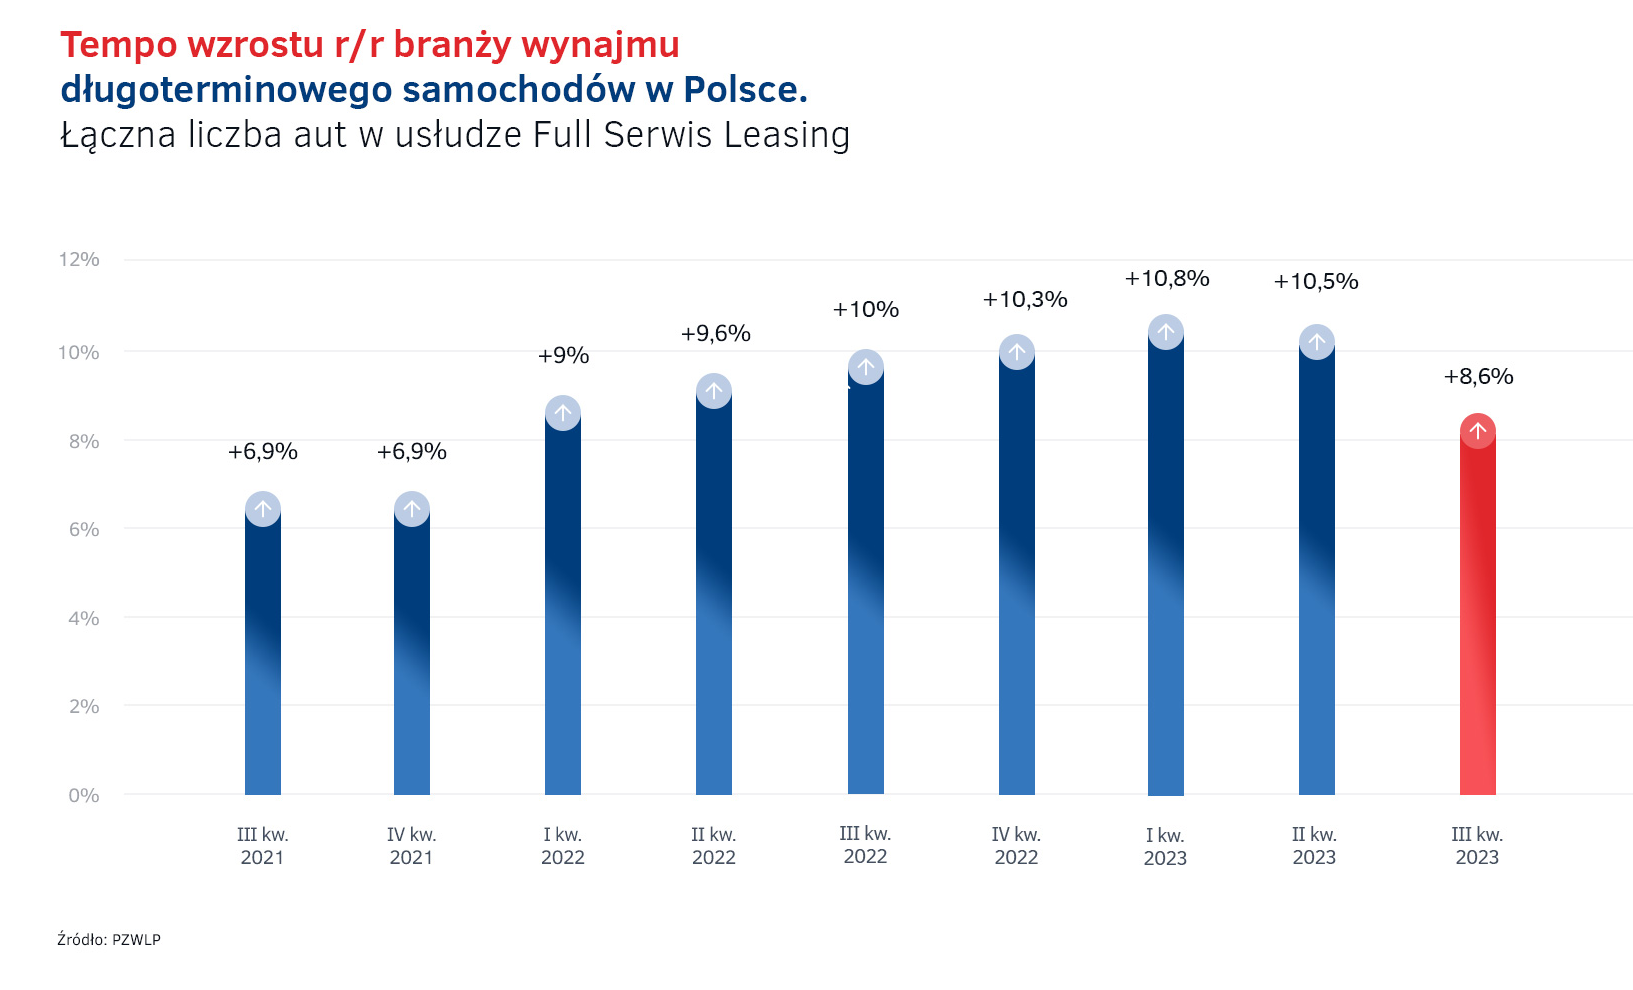 Tempo wzrostu r/r branży wynajmu
długoterminowego samochodów w Polsce.
Łączna liczba aut w usłudze Full Serwis Leasing
12%
10%
8%
6%
4%
2%
0%
+6,9%
+6,9%
+9%
+9,6%
+10%
+10,3%
+10,8%
+10,5%
+8,6%
III kw.
2021
IV kw.
2021
I kw.
2022
II kw.
2022
III kw.
2022
IV kw.
2022
I kw.
2023
II kw.
2023
III kw.
2023
Źródło: PZWLP